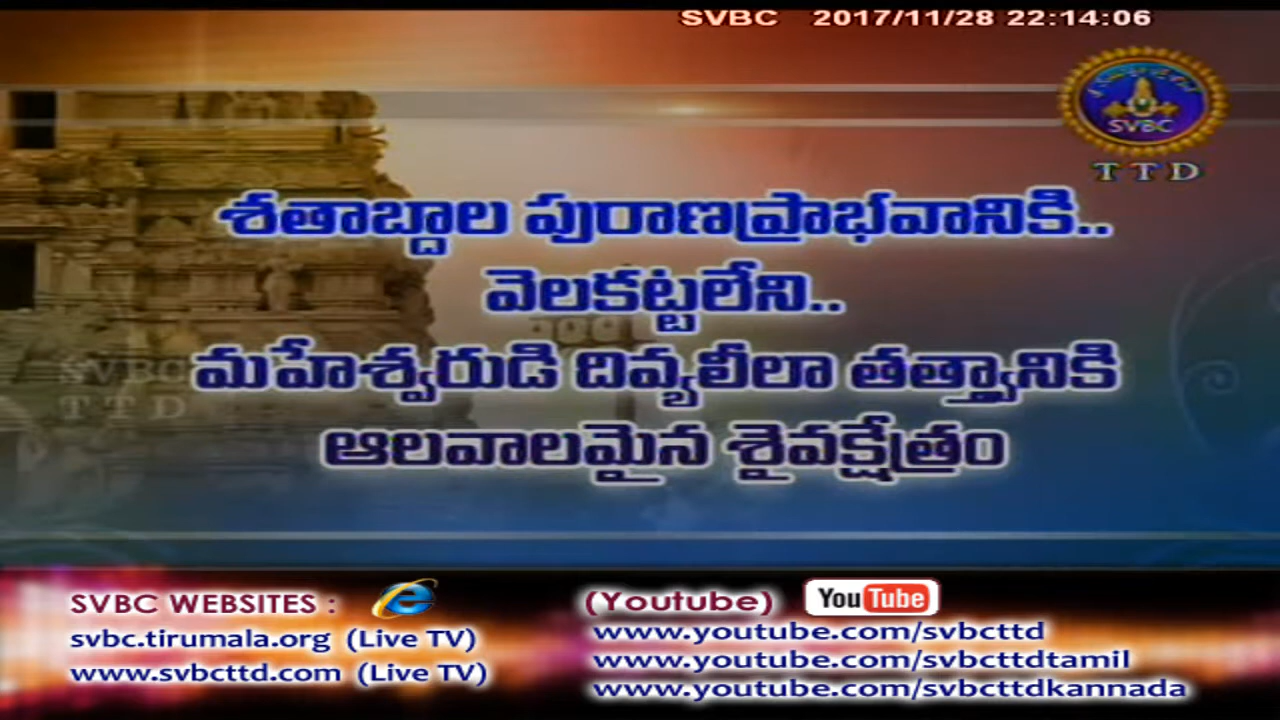 SVBC 2017/11/28 22:14:06
SVBC
TTD
శతాబ్దాల పురాణప్రాభవానికి..
వెలకట్టలేని..
మహేశ్వరుడి దివ్యలీలా తత్త్వానికి
ఆలవాలమైన శైవక్షేత్రం
SVBC
TTD
SVBC WEBSITES :
svbc.tirumala.org (Live TV)
www.svbcttd.com (Live TV)
(Youtube) YouTube
www.youtube.com/svbcttd
www.youtube.com/svbcttdtamil
www.youtube.com/svbcttdkannada